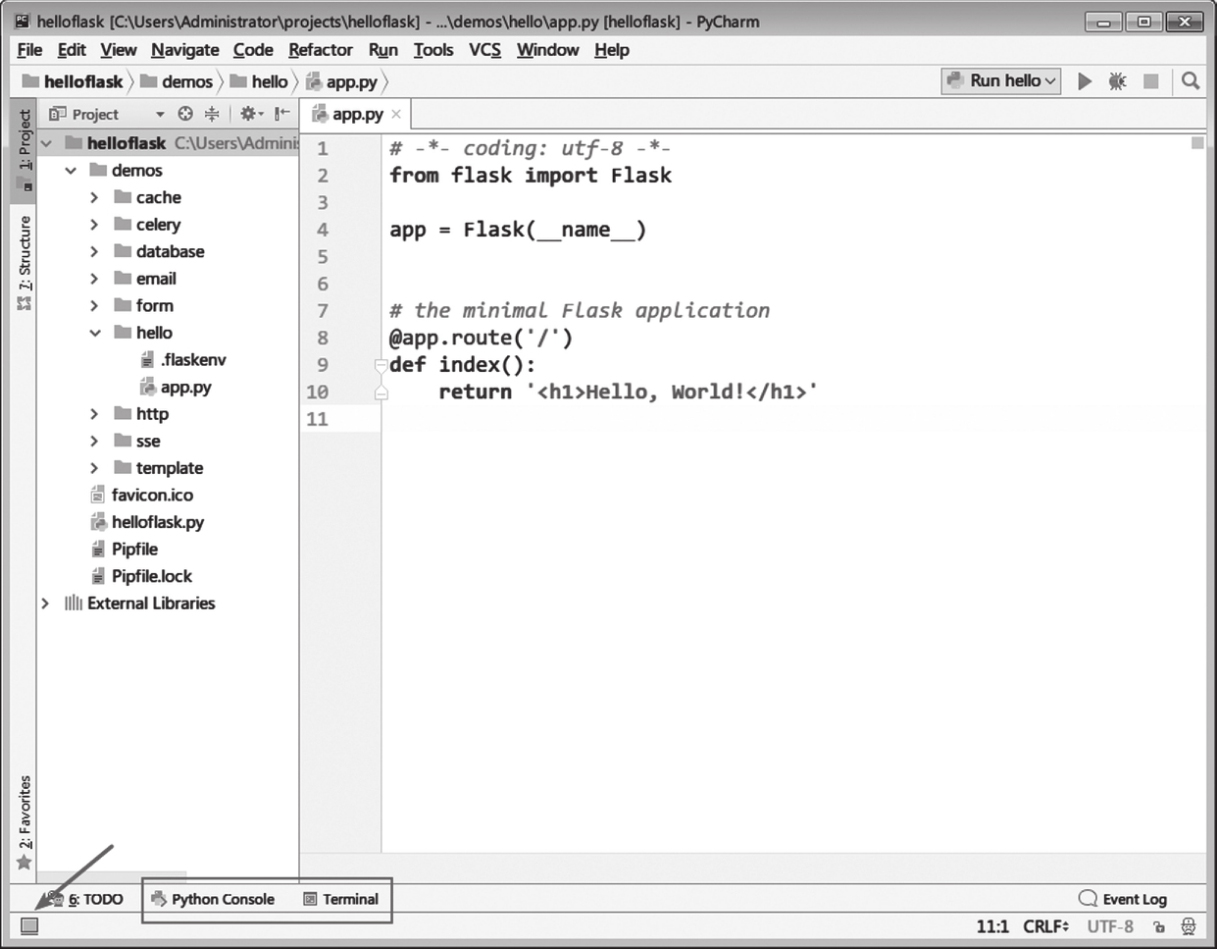 helloflask [C:\Users\Administrator\projects\helloflask] - ...\demos\hello\app.py [helloflask] - PyCharm
File Edit View Navigate Code Refactor Run Tools VCS Window Help
helloflask demos hello app.py Run hello
1: Project
7: Structure
2: Favorites
Project
helloflask C:\Users\Adminis
demos
cache
celery
database
email
form
hello
.flaskenv
app.py
http
sse
template
favicon.ico
helloflask.py
Pipfile
Pipfile.lock
External Libraries
app.py
1 # -*- coding: utf-8 -*-
2 from flask import Flask
3
4 app = Flask(__name__)
5
6
7 # the minimal Flask application
8 @app.route('/')
9 def index():
10 return '<h1>Hello, World!</h1>'
11
6: TODO Python Console Terminal Event Log
11:1 CRLF UTF-8